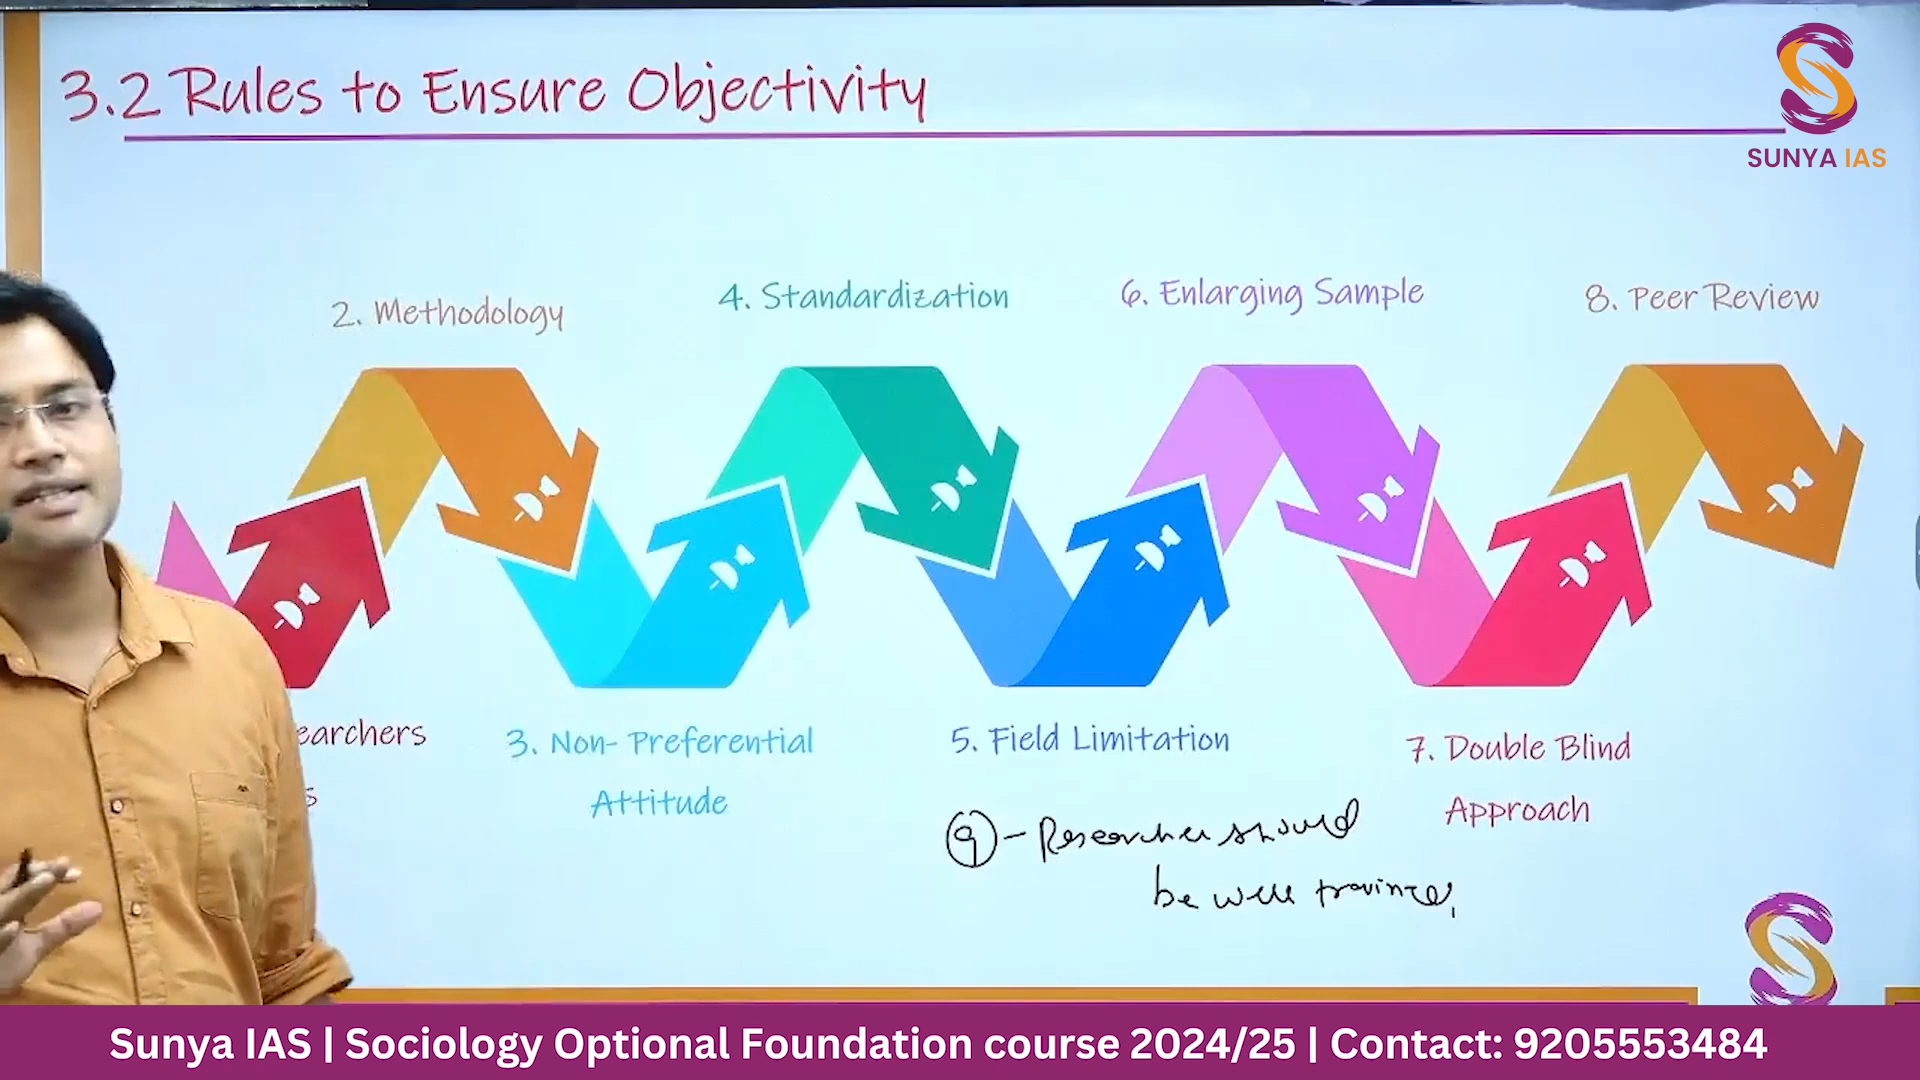 3.2 Rules to Ensure Objectivity
SUNYA IAS
2. Methodology
4. Standardization
6. Enlarging Sample
8. Peer Review
earchers
s
3. Non-Preferential
Attitude
5. Field Limitation
7. Double Blind
Approach
9 - Researcher should
be well trained,
Sunya IAS | Sociology Optional Foundation course 2024/25 | Contact: 9205553484